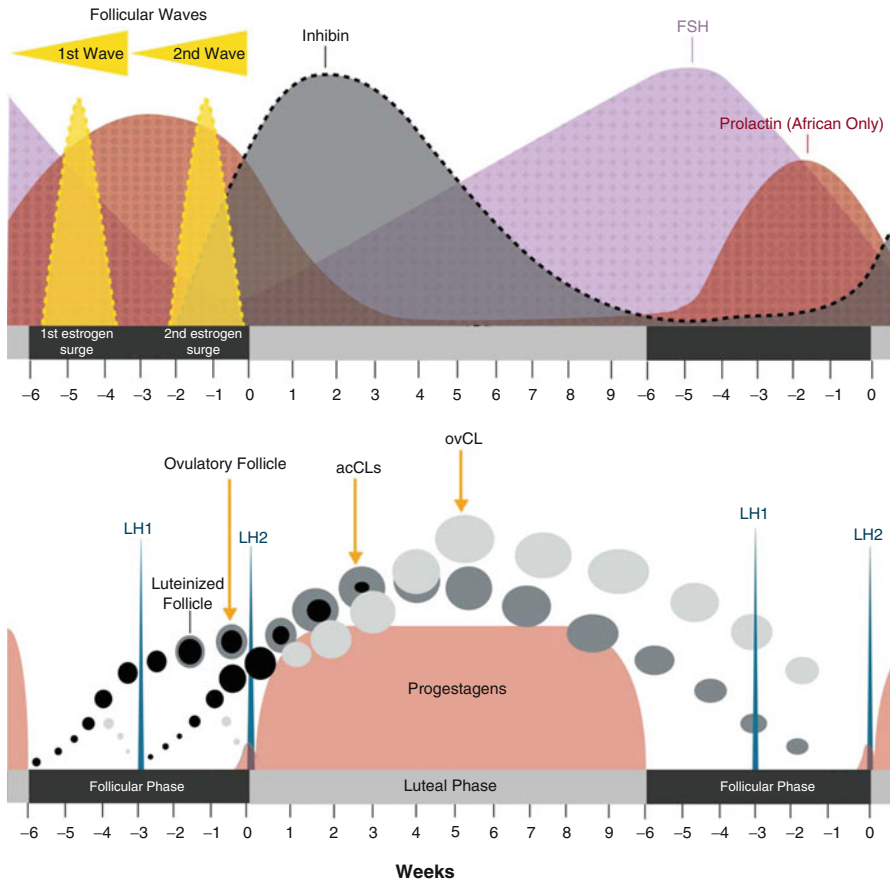 Follicular Waves
1st Wave
2nd Wave
Inhibin
FSH
Prolactin (African Only)
1st estrogen
surge
2nd estrogen
surge
–6 –5 –4 –3 –2 –1 0 1 2 3 4 5 6 7 8 9 –6 –5 –4 –3 –2 –1 0
ovCL
Ovulatory Follicle
acCLs
LH1
LH2
LH1
LH2
Luteinized
Follicle
Progestagens
Follicular Phase
Luteal Phase
Follicular Phase
–6 –5 –4 –3 –2 –1 0 1 2 3 4 5 6 7 8 9 –6 –5 –4 –3 –2 –1 0
Weeks